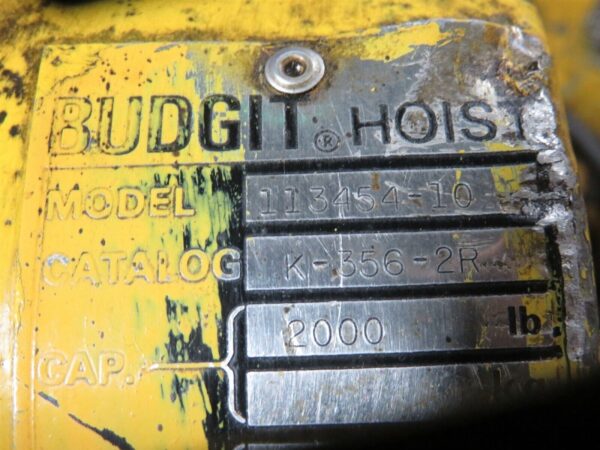 BUDGIT® HOIST
MODEL 113454-10
CATALOG K-356-2R
CAP. 2000 lb